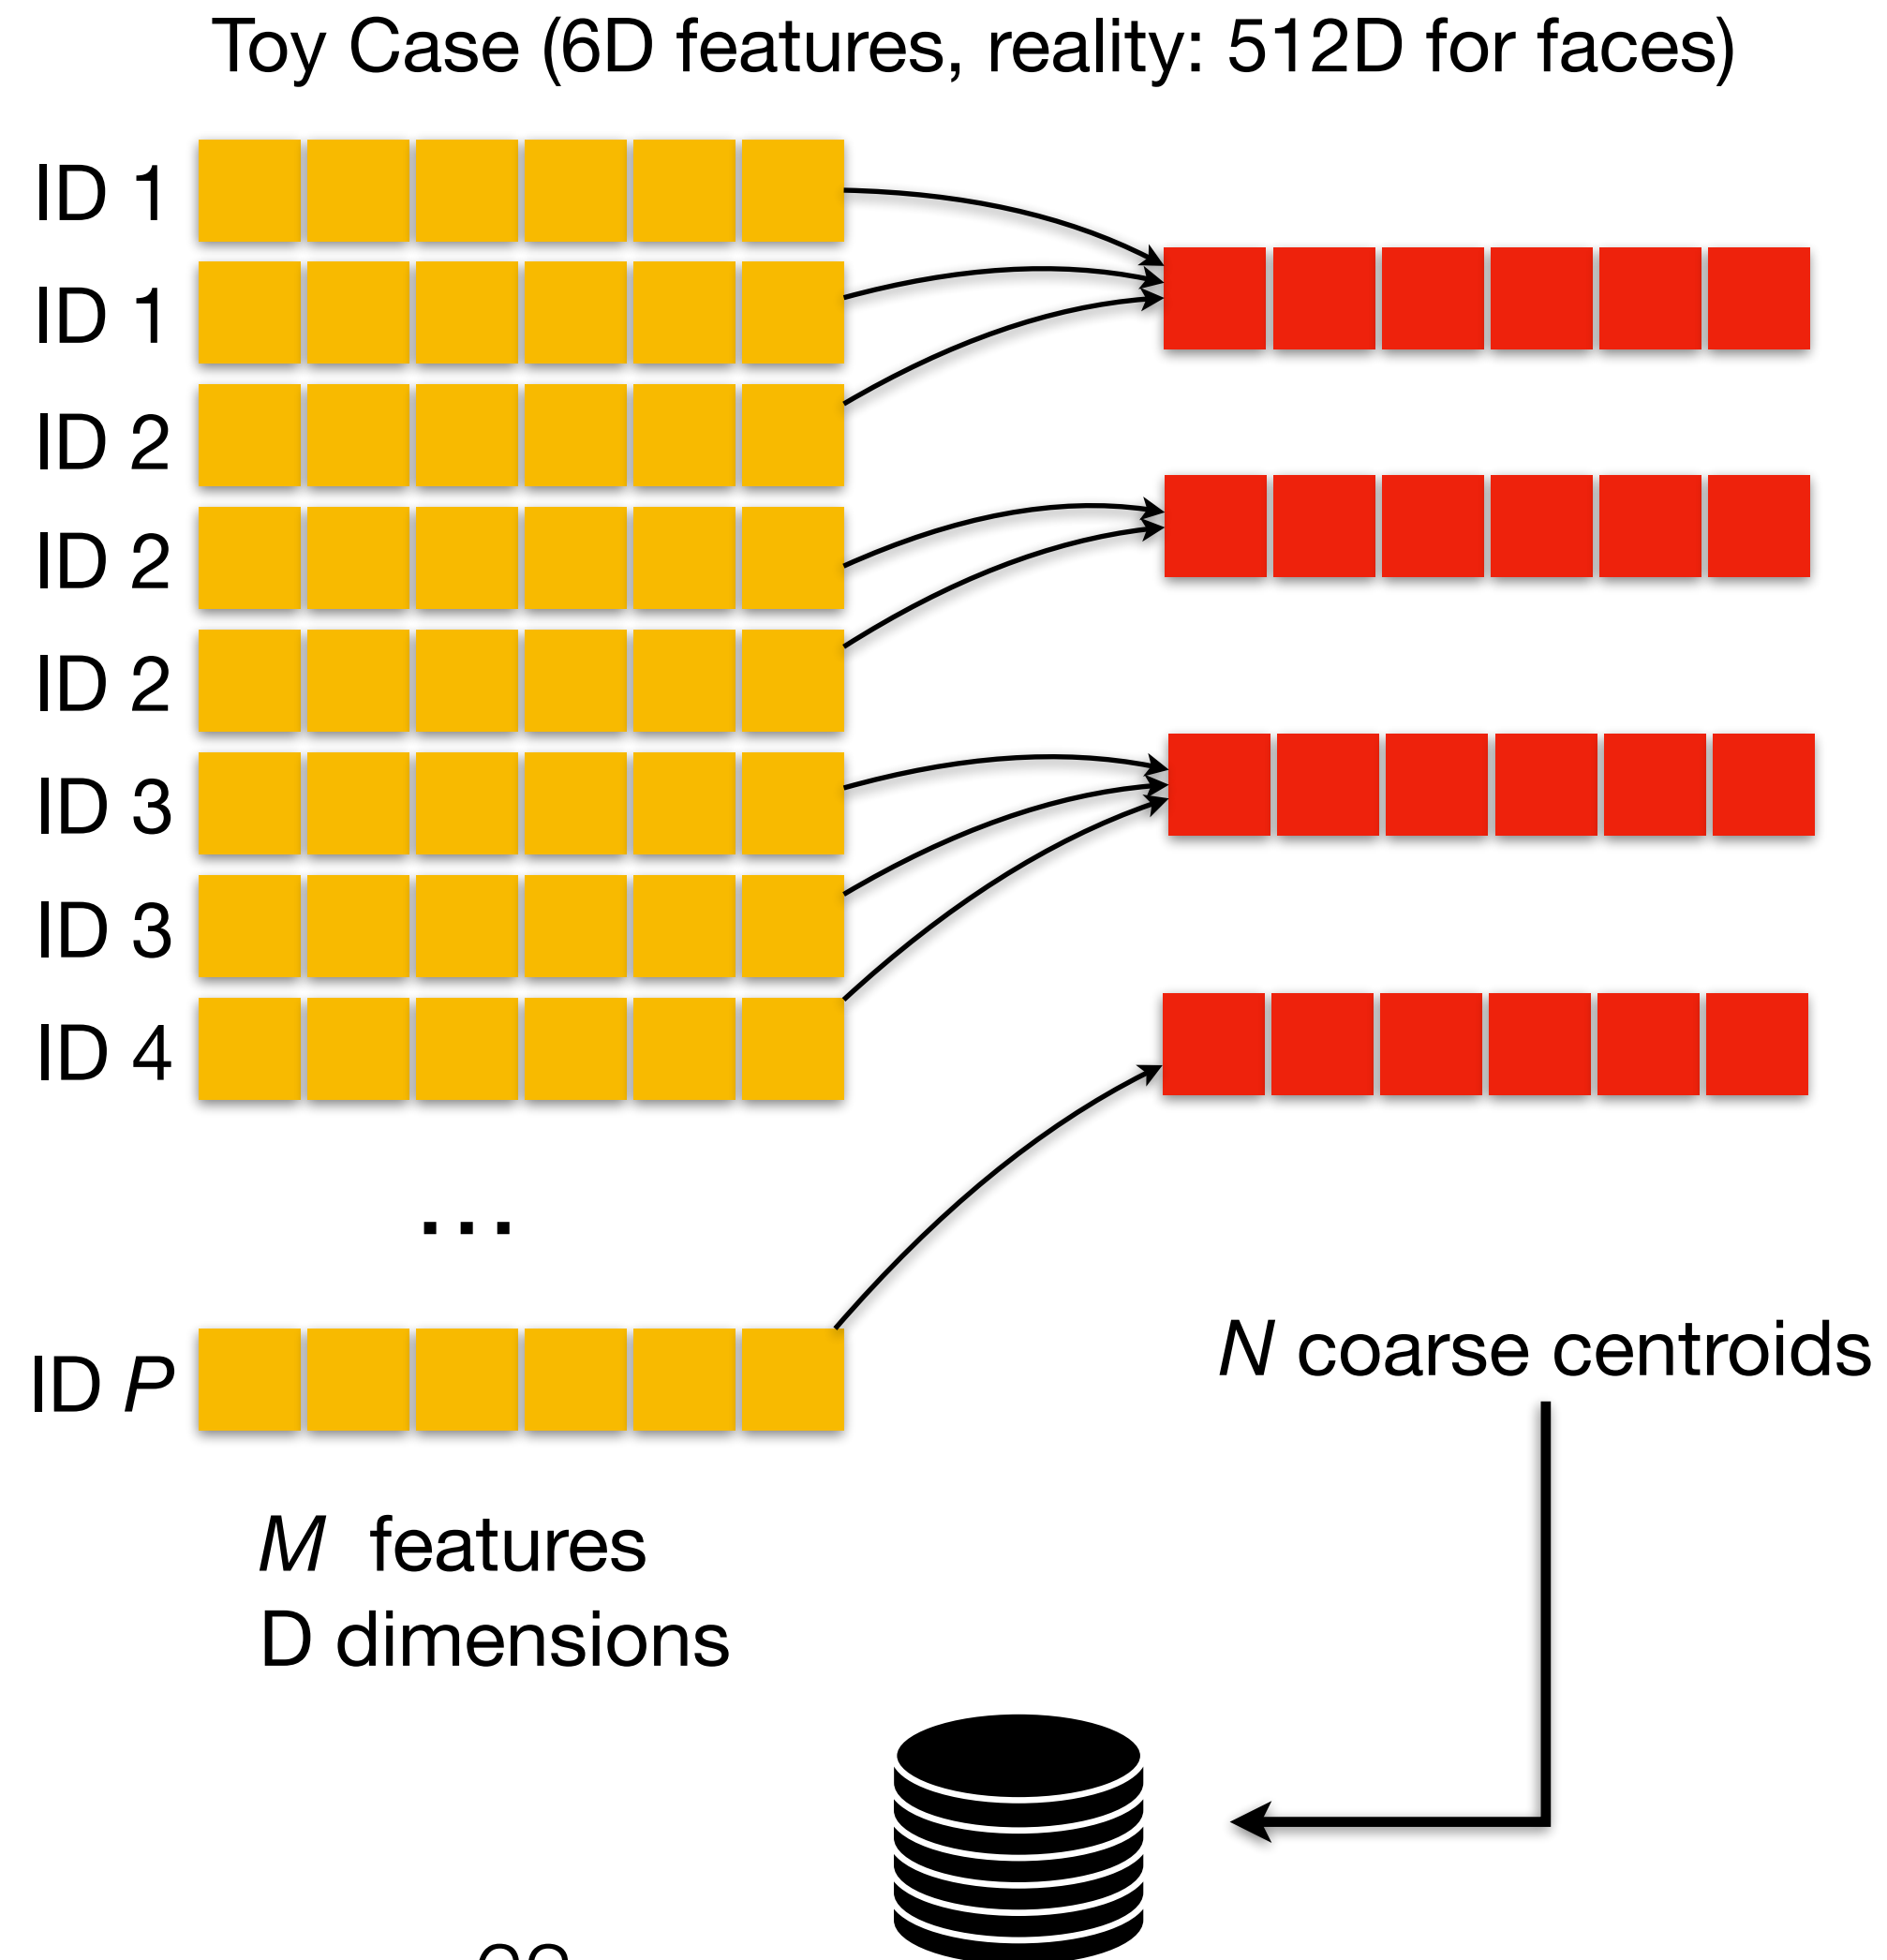 Toy Case (6D features, reality: 512D for faces)
ID 1
ID 1
ID 2
ID 2
ID 2
ID 3
ID 3
ID 4
...
ID P
N coarse centroids
M features
D dimensions